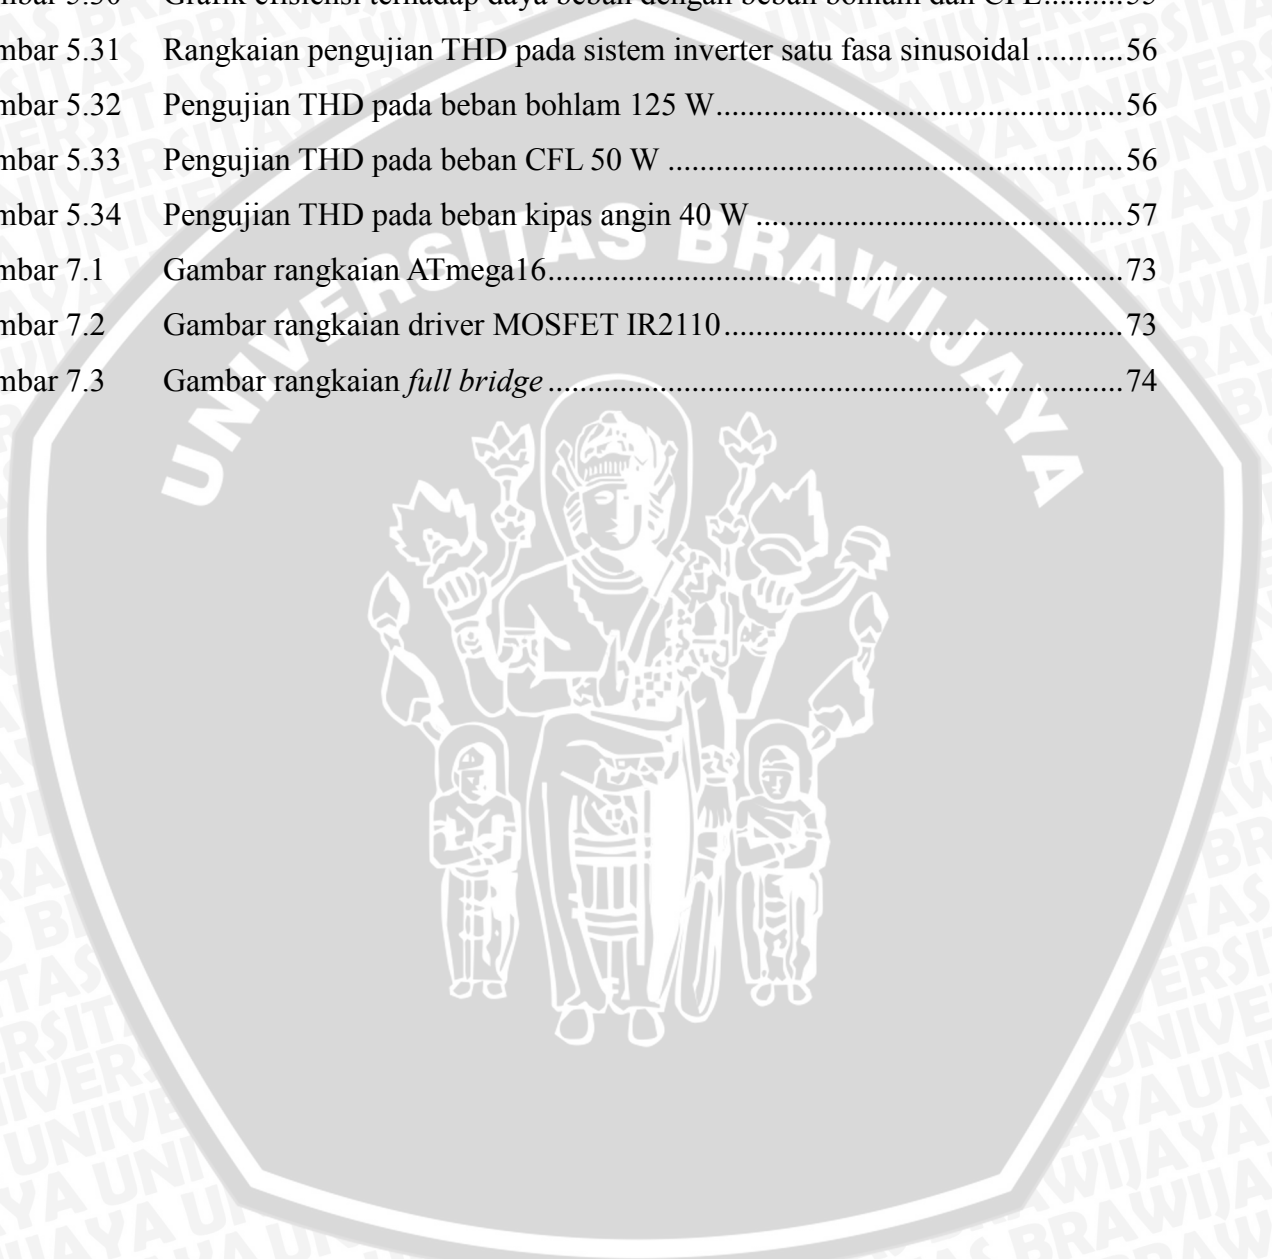 mbar 5.30 Grafik efisiensi terhadap daya beban dengan beban bohlam dan CFL..........55
mbar 5.31 Rangkaian pengujian THD pada sistem inverter satu fasa sinusoidal ...........56
mbar 5.32 Pengujian THD pada beban bohlam 125 W...................................................56
mbar 5.33 Pengujian THD pada beban CFL 50 W .........................................................56
mbar 5.34 Pengujian THD pada beban kipas angin 40 W..............................................57
mbar 7.1 Gambar rangkaian ATmega16.........................................................................73
mbar 7.2 Gambar rangkaian driver MOSFET IR2110..................................................73
mbar 7.3 Gambar rangkaian full bridge.........................................................................74
UNIVERSITAS BRAWIJAYA